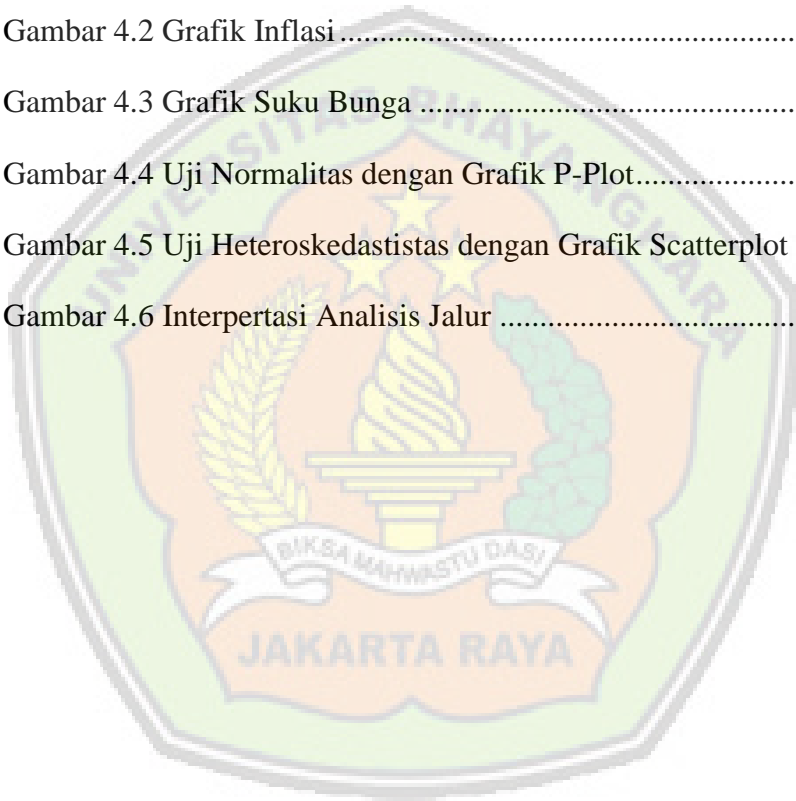 Gambar 4.2 Grafik Inflasi.........................................................
Gambar 4.3 Grafik Suku Bunga ...............................................
Gambar 4.4 Uji Normalitas dengan Grafik P-Plot....................
Gambar 4.5 Uji Heteroskedastistas dengan Grafik Scatterplot
Gambar 4.6 Interpertasi Analisis Jalur .....................................
UNIVERSITAS BHAYANGKARA
BIKSA MAHWASTU DASI
JAKARTA RAYA